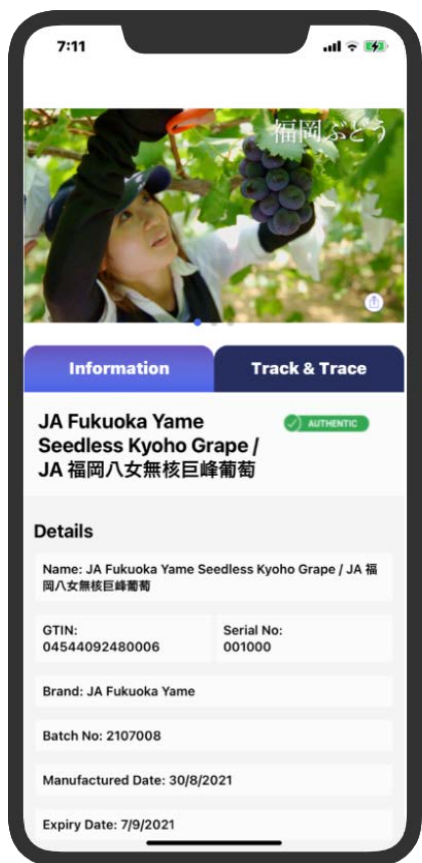 7:11
福岡ぶどう
Information
Track & Trace
JA Fukuoka Yame
Seedless Kyoho Grape /
JA 福岡八女無核巨峰葡萄
AUTHENTIC
Details
Name: JA Fukuoka Yame Seedless Kyoho Grape / JA 福
岡八女無核巨峰葡萄
GTIN:
04544092480006
Serial No:
001000
Brand: JA Fukuoka Yame
Batch No: 2107008
Manufactured Date: 30/8/2021
Expiry Date: 7/9/2021